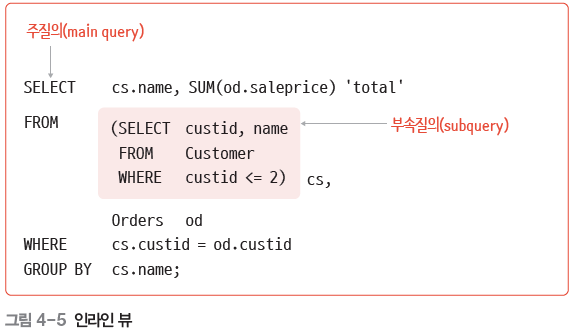 주질의(main query)
SELECT cs.name, SUM(od.saleprice) 'total'
FROM (SELECT custid, name
부속질의(subquery)
FROM Customer
WHERE custid <= 2) cs,
Orders od
WHERE cs.custid = od.custid
GROUP BY cs.name;
그림 4-5 인라인 뷰